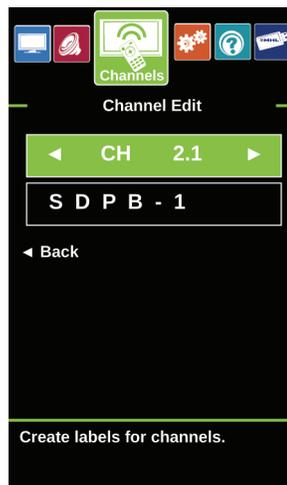 Channels
Channel Edit
◄ CH 2.1 ►
S D P B - 1
◄ Back
Create labels for channels.